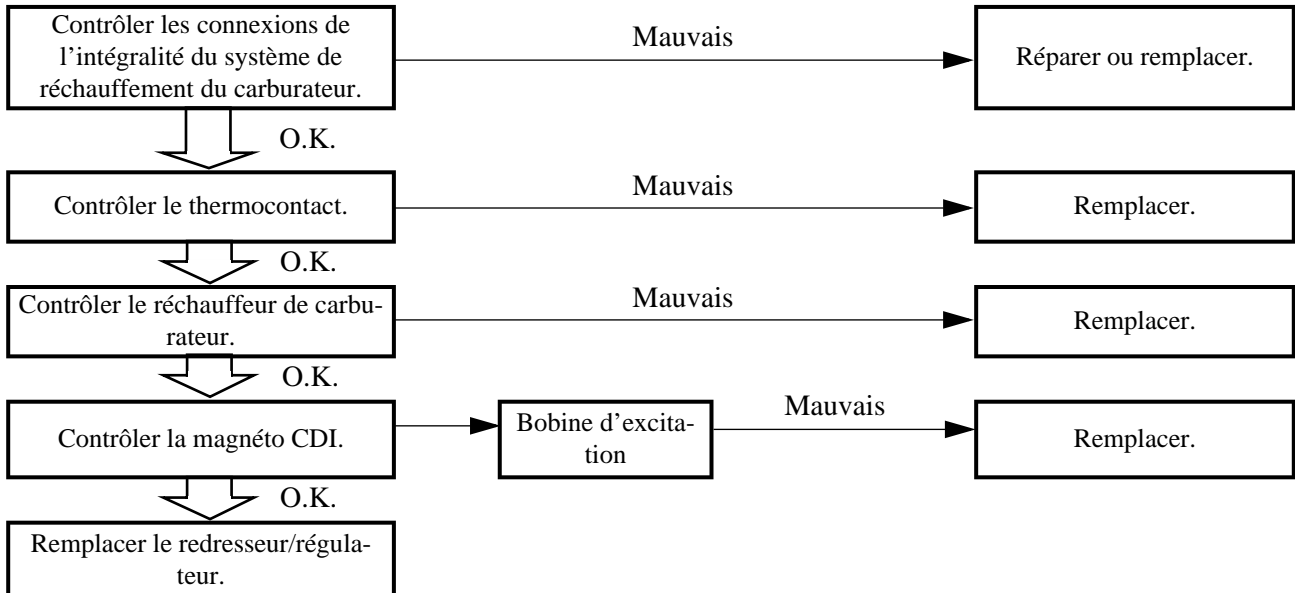 Contrôler les connexions de
l’intégralité du système de
réchauffement du carburateur.
Mauvais
Réparer ou remplacer.
O.K.
Contrôler le thermocontact.
Mauvais
Remplacer.
O.K.
Contrôler le réchauffeur de carbu-
rateur.
Mauvais
Remplacer.
O.K.
Contrôler la magnéto CDI.
Bobine d’excita-
tion
Mauvais
Remplacer.
O.K.
Remplacer le redresseur/régula-
teur.